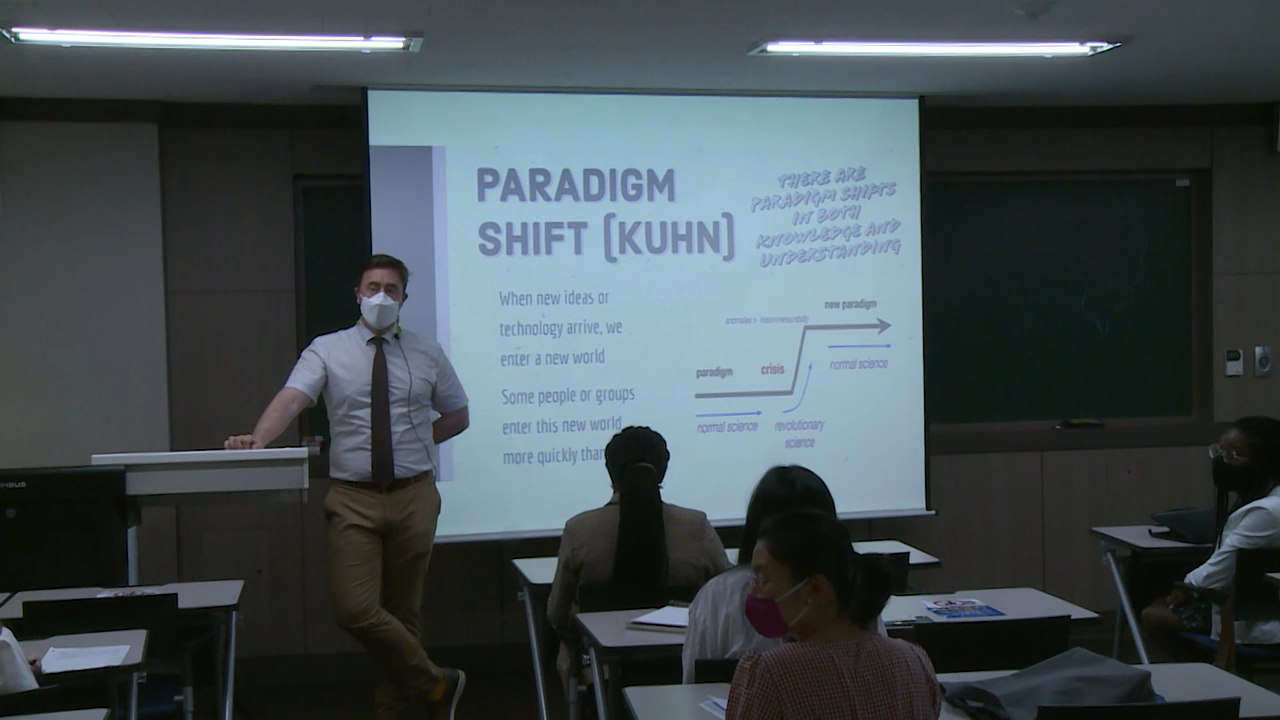 PARADIGM
SHIFT (KUHN)
THERE ARE
PARADIGM SHIFTS
IN BOTH
KNOWLEDGE AND
UNDERSTANDING
When new ideas or
technology arrive, we
enter a new world
Some people or groups
enter this new world
more quickly than
new paradigm
anomalies > incommensurability
paradigm
crisis
normal science
normal science
revolutionary
science